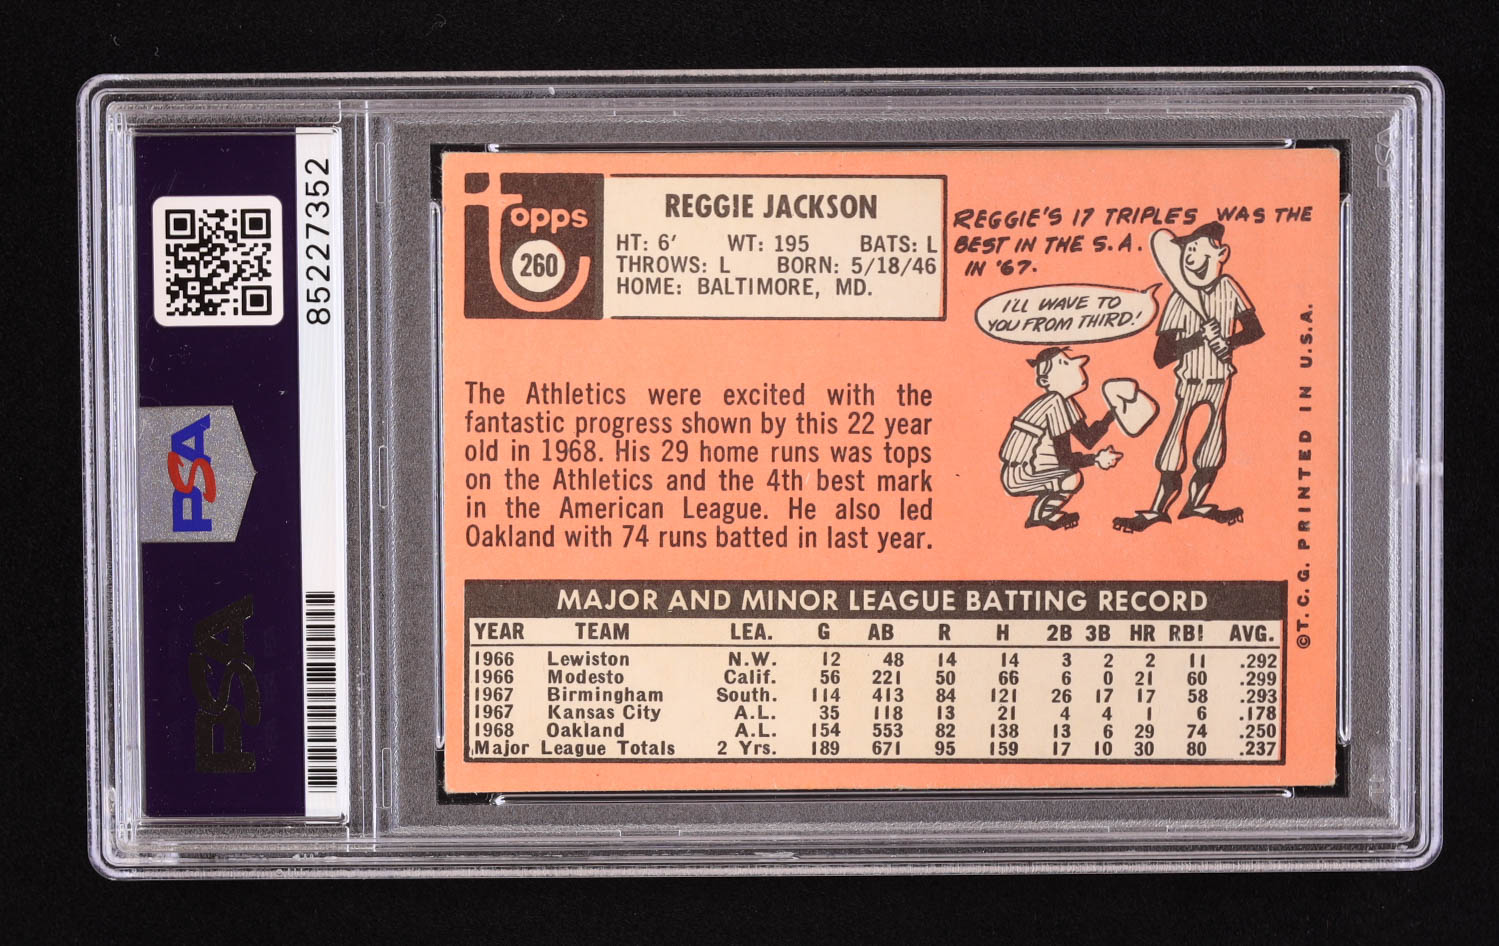 85227352
PSA
PSA
Topps
260
REGGIE JACKSON
HT: 6' WT: 195 BATS: L
THROWS: L BORN: 5/18/46
HOME: BALTIMORE, MD.
REGGIE'S 17 TRIPLES WAS THE
BEST IN THE S.A.
IN '67.
I'LL WAVE TO
YOU FROM THIRD!
The Athletics were excited with the
fantastic progress shown by this 22 year
old in 1968. His 29 home runs was tops
on the Athletics and the 4th best mark
in the American League. He also led
Oakland with 74 runs batted in last year.
MAJOR AND MINOR LEAGUE BATTING RECORD
YEAR TEAM LEA. G AB R H 2B 3B HR RBI AVG.
1966 Lewiston N.W. 12 48 14 14 3 2 2 11 .292
1966 Modesto Calif. 56 221 50 66 6 0 21 60 .299
1967 Birmingham South. 114 413 84 121 26 17 17 58 .293
1967 Kansas City A.L. 35 118 13 21 4 4 1 6 .178
1968 Oakland A.L. 154 553 82 138 13 6 29 74 .250
Major League Totals 2 Yrs. 189 671 95 159 17 10 30 80 .237
©T.C.G. PRINTED IN U.S.A.
PSA